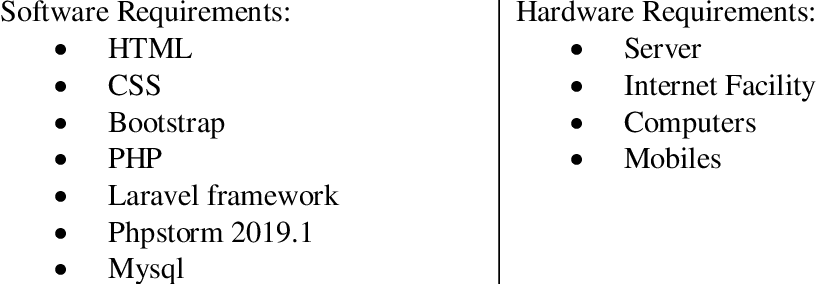 Software Requirements:
• HTML
• CSS
• Bootstrap
• PHP
• Laravel framework
• Phpstorm 2019.1
• Mysql
Hardware Requirements:
• Server
• Internet Facility
• Computers
• Mobiles